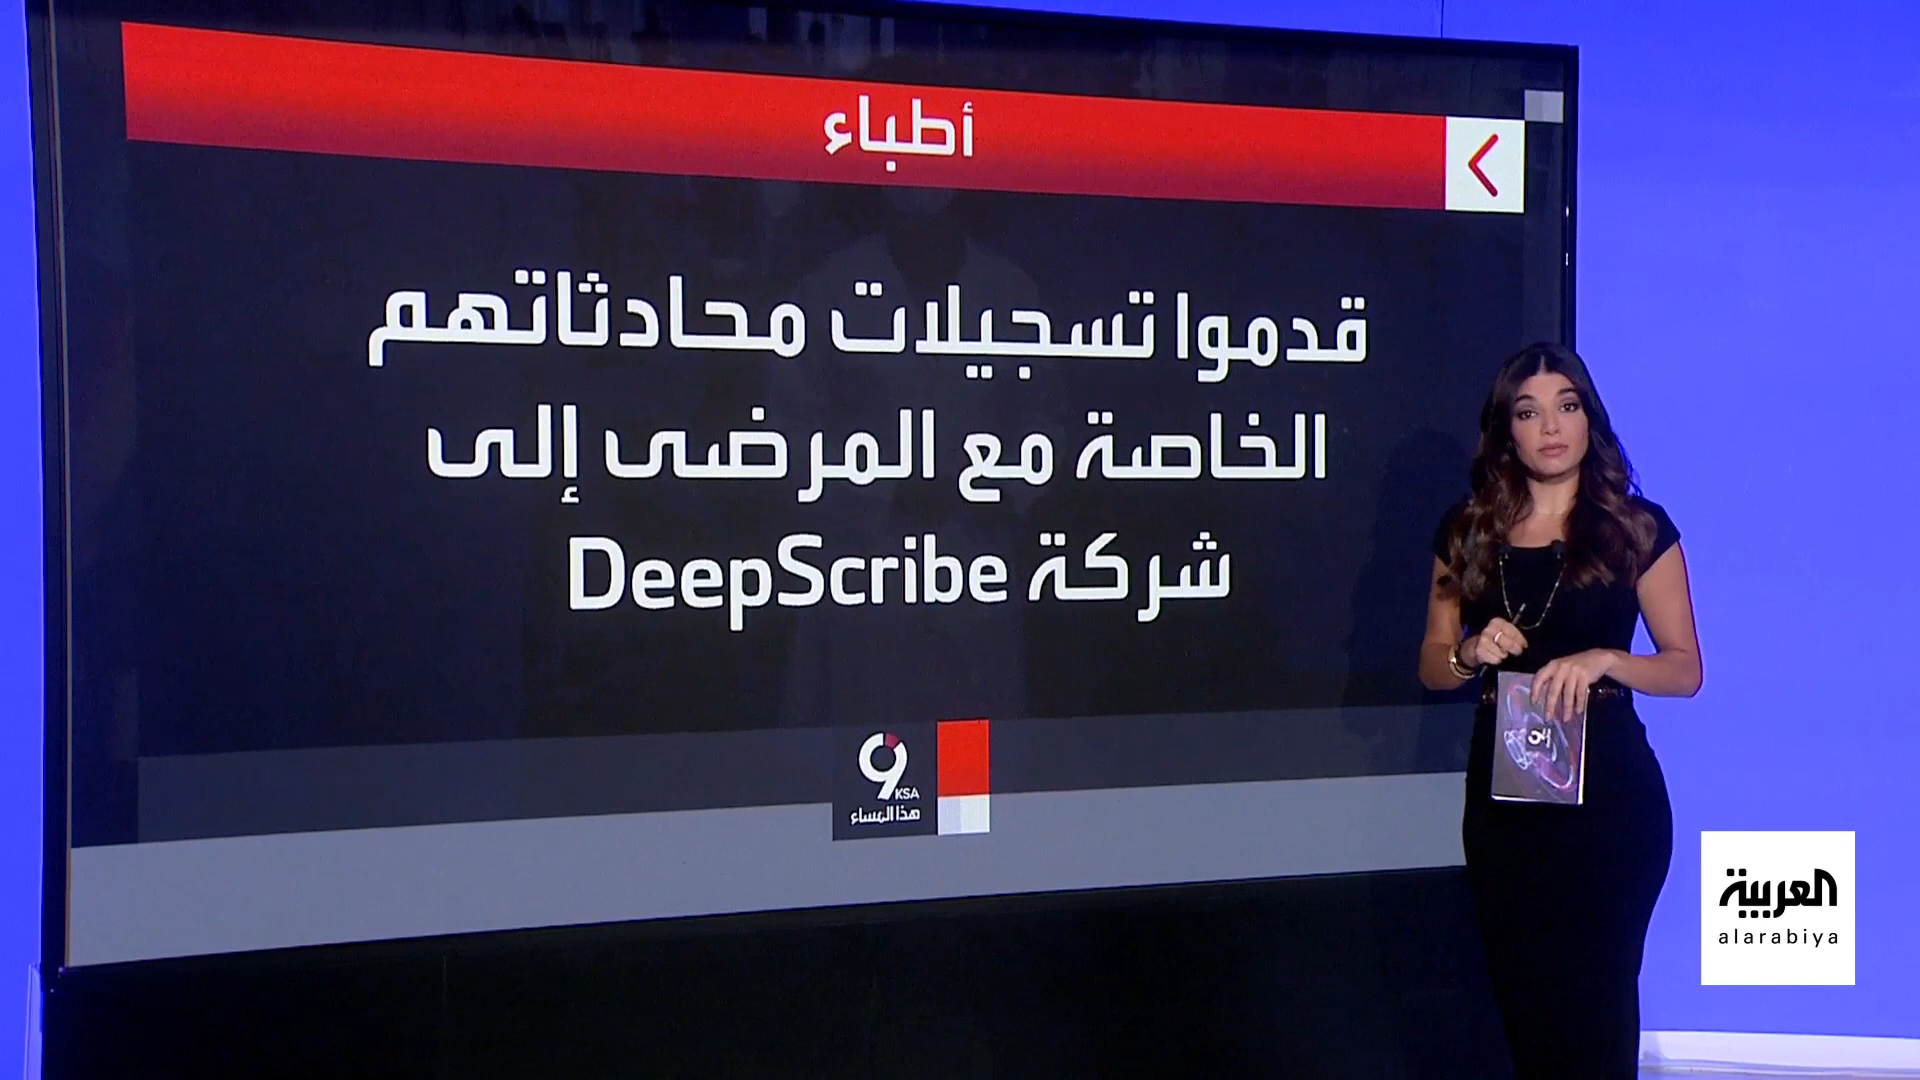 أطباء
قدموا تسجيلات محادثاتهم
الخاصة مع المرضى إلى
شركة DeepScribe
9
KSA
هذا المساء
العربية
alarabiya